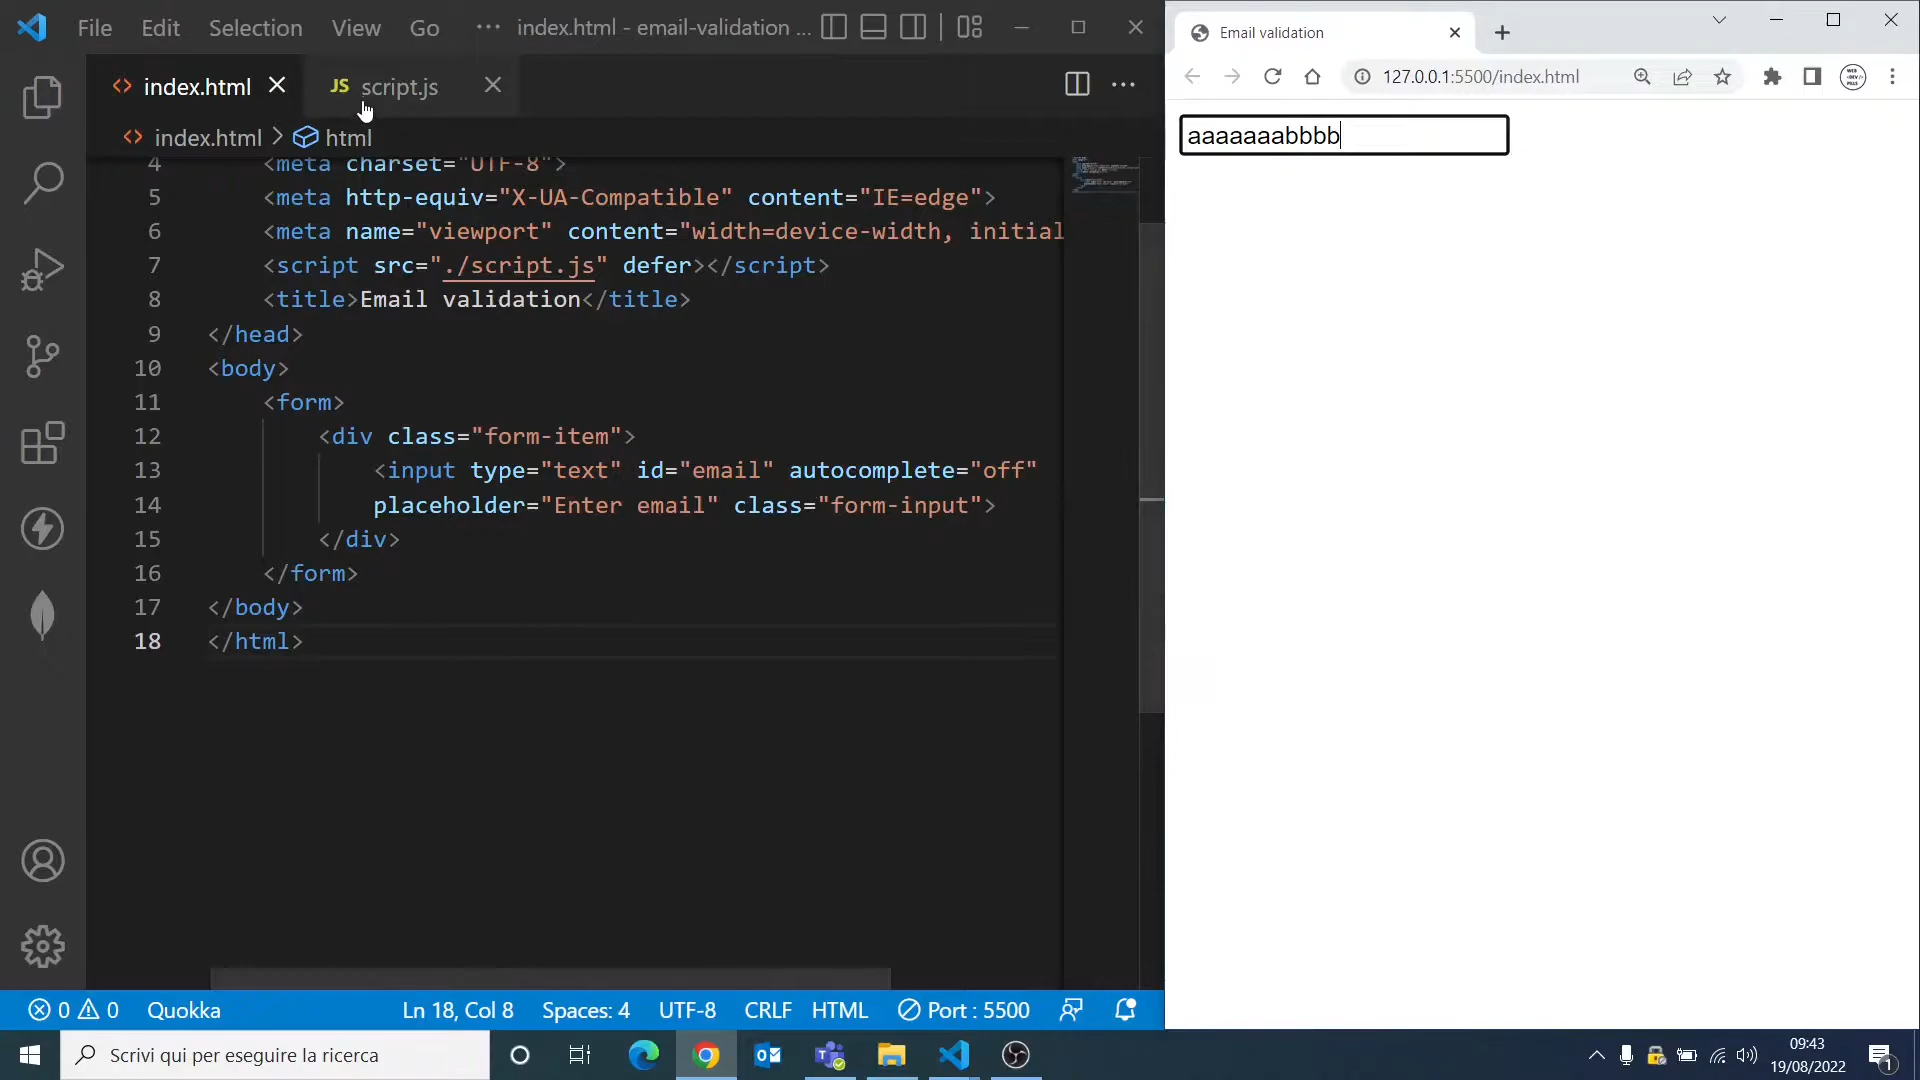 File Edit Selection View Go ··· index.html - email-validation ...
Email validation
index.html
JS script.js
127.0.0.1:5500/index.html
index.html > html
aaaaaaabbbb
4 <meta charset="UTF-8">
5 <meta http-equiv="X-UA-Compatible" content="IE=edge">
6 <meta name="viewport" content="width=device-width, initial
7 <script src="./script.js" defer></script>
8 <title>Email validation</title>
9 </head>
10 <body>
11 <form>
12 <div class="form-item">
13 <input type="text" id="email" autocomplete="off"
14 placeholder="Enter email" class="form-input">
15 </div>
16 </form>
17 </body>
18 </html>
0 0 Quokka Ln 18, Col 8 Spaces: 4 UTF-8 CRLF HTML Port : 5500
Scrivi qui per eseguire la ricerca
09:43
19/08/2022
1